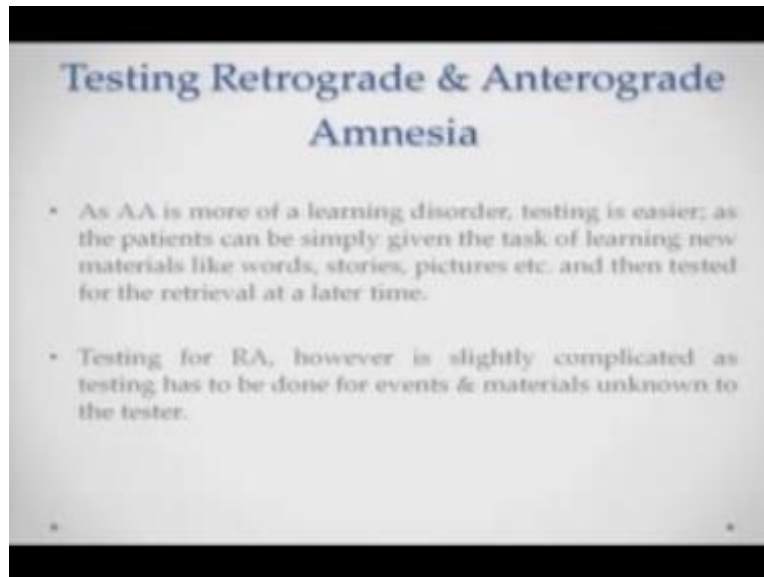 Testing Retrograde & Anterograde
Amnesia
• As AA is more of a learning disorder, testing is easier; as
the patients can be simply given the task of learning new
materials like words, stories, pictures etc. and then tested
for the retrieval at a later time.
• Testing for RA, however is slightly complicated as
testing has to be done for events & materials unknown to
the tester.